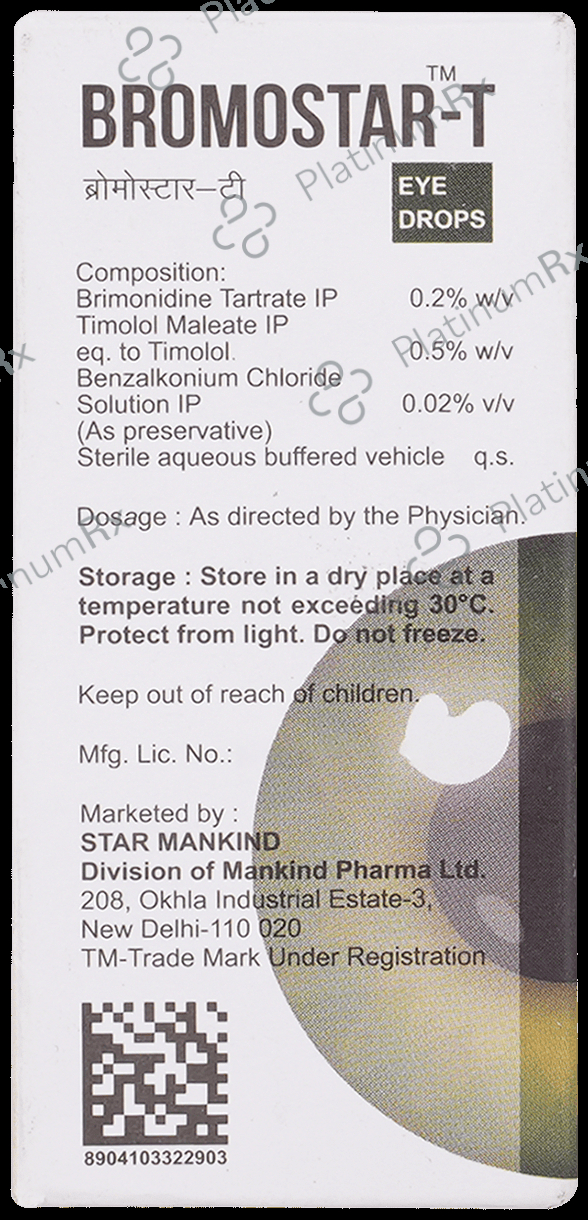 BROMOSTAR-T™
ब्रोमोस्टार–टी
EYE
DROPS
Composition:
Brimonidine Tartrate IP 0.2% w/v
Timolol Maleate IP
eq. to Timolol 0.5% w/v
Benzalkonium Chloride
Solution IP 0.02% v/v
(As preservative)
Sterile aqueous buffered vehicle q.s.
Dosage : As directed by the Physician.
Storage : Store in a dry place at a
temperature not exceeding 30°C.
Protect from light. Do not freeze.
Keep out of reach of children.
Mfg. Lic. No.:
Marketed by :
STAR MANKIND
Division of Mankind Pharma Ltd.
208, Okhla Industrial Estate-3,
New Delhi-110 020
TM-Trade Mark Under Registration
8904103322903
PlatinumRx
PlatinumRx